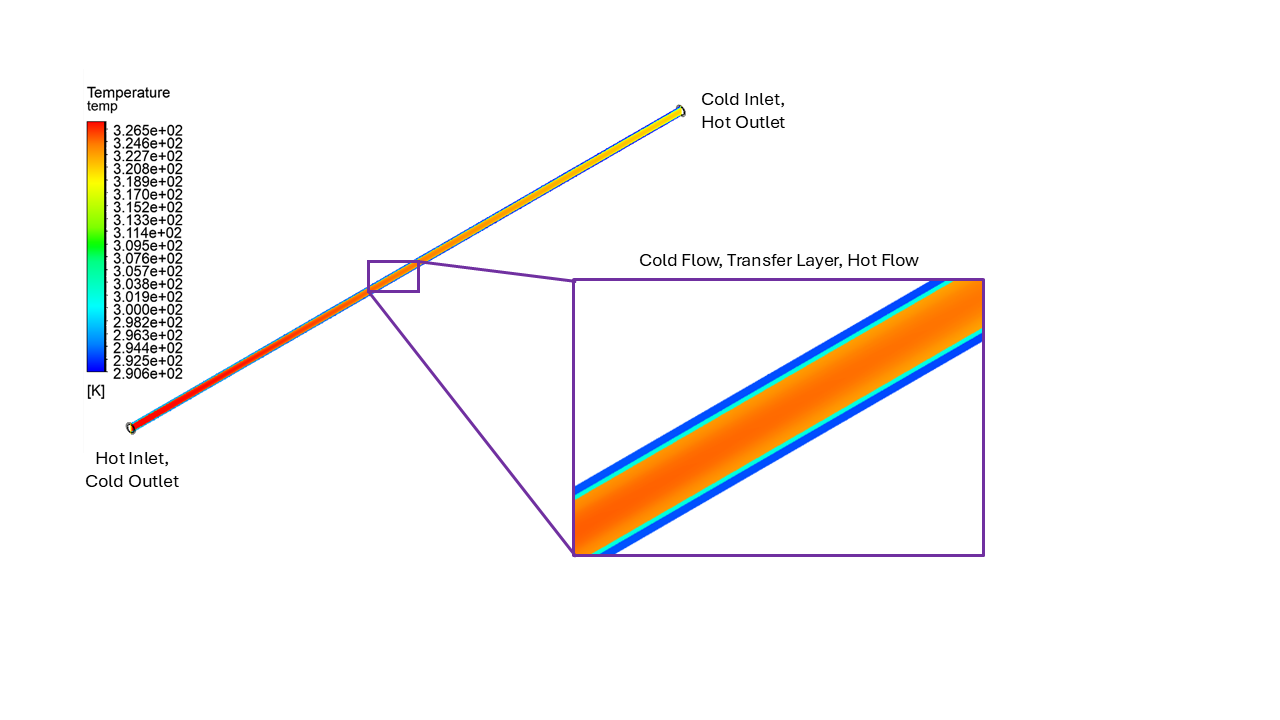 Temperature
temp
3.265e+02
3.246e+02
3.227e+02
3.208e+02
3.189e+02
3.170e+02
3.152e+02
3.133e+02
3.114e+02
3.095e+02
3.076e+02
3.057e+02
3.038e+02
3.019e+02
3.000e+02
2.982e+02
2.963e+02
2.944e+02
2.925e+02
2.906e+02
[K]
Cold Inlet,
Hot Outlet
Cold Flow, Transfer Layer, Hot Flow
Hot Inlet,
Cold Outlet